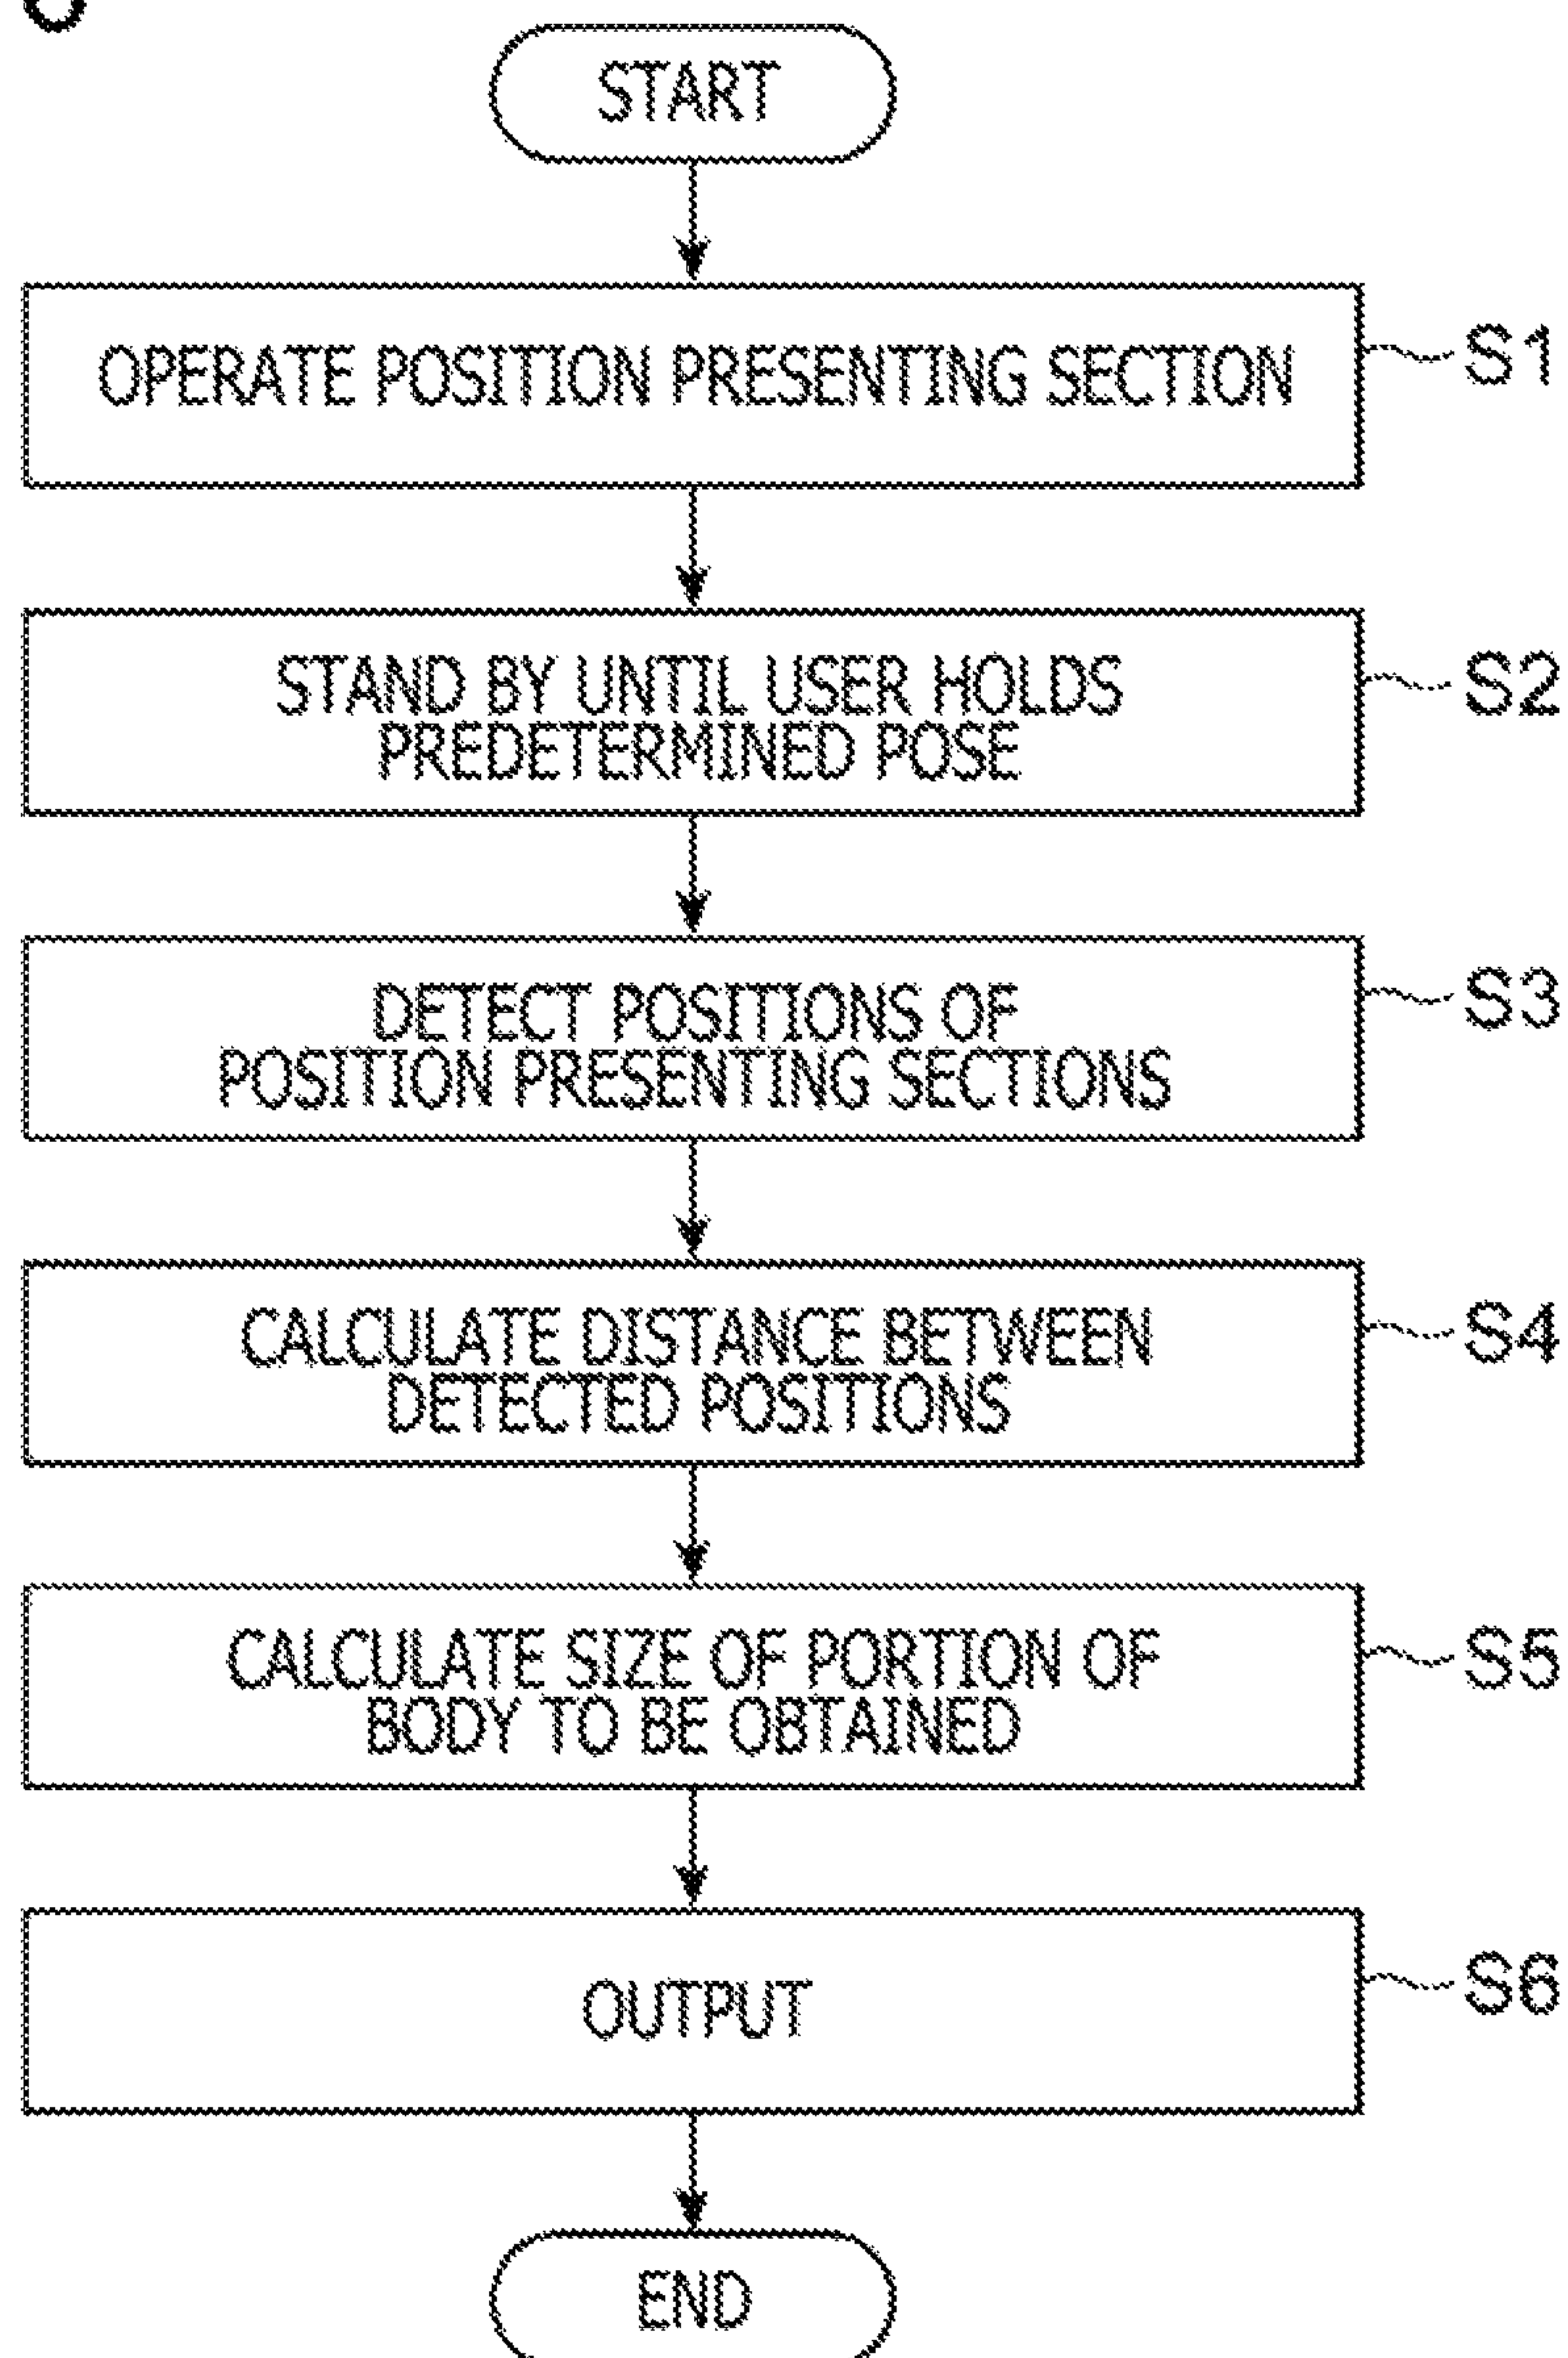 START
OPERATE POSITION PRESENTING SECTION
S1
STAND BY UNTIL USER HOLDS
PREDETERMINED POSE
S2
DETECT POSITIONS OF
POSITION PRESENTING SECTIONS
S3
CALCULATE DISTANCE BETWEEN
DETECTED POSITIONS
S4
CALCULATE SIZE OF PORTION OF
BODY TO BE OBTAINED
S5
OUTPUT
S6
END